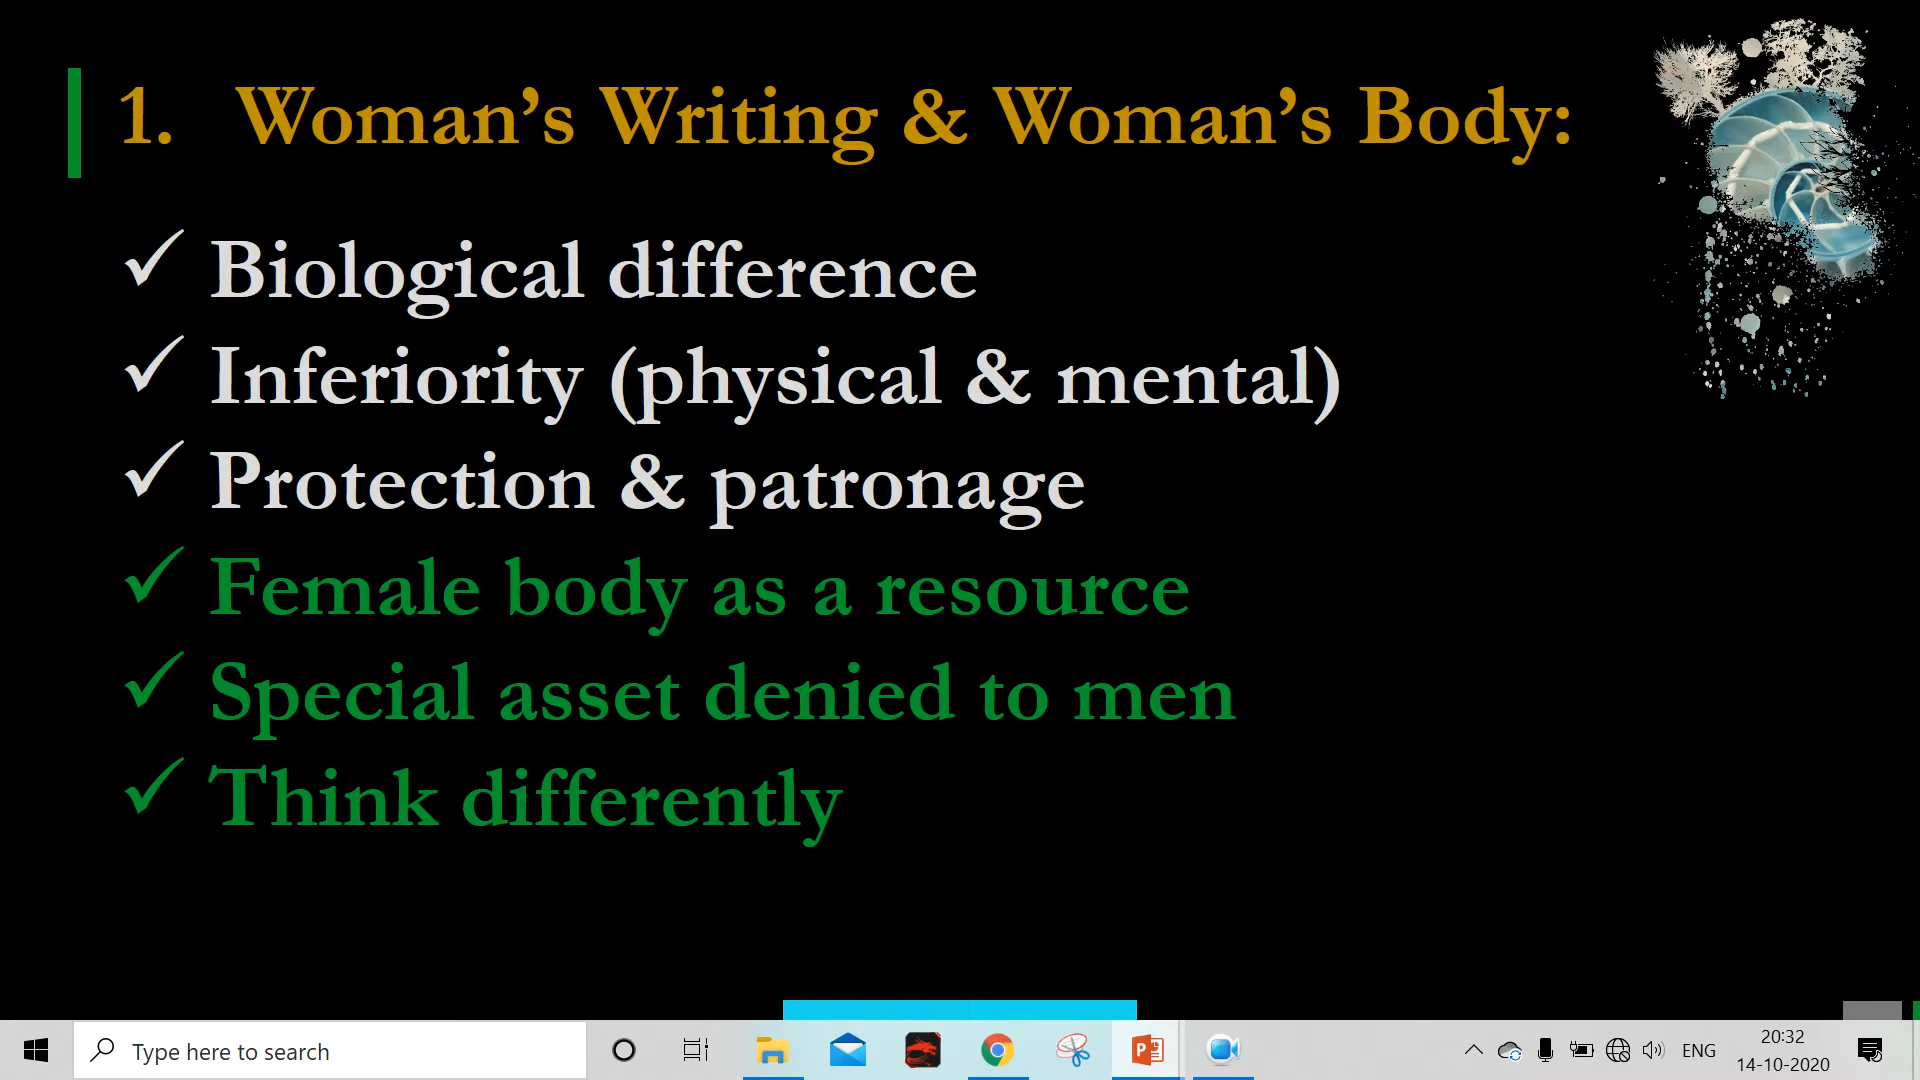 1. Woman’s Writing & Woman’s Body:
✓ Biological difference
✓ Inferiority (physical & mental)
✓ Protection & patronage
✓ Female body as a resource
✓ Special asset denied to men
✓ Think differently
Type here to search
ENG
20:32
14-10-2020